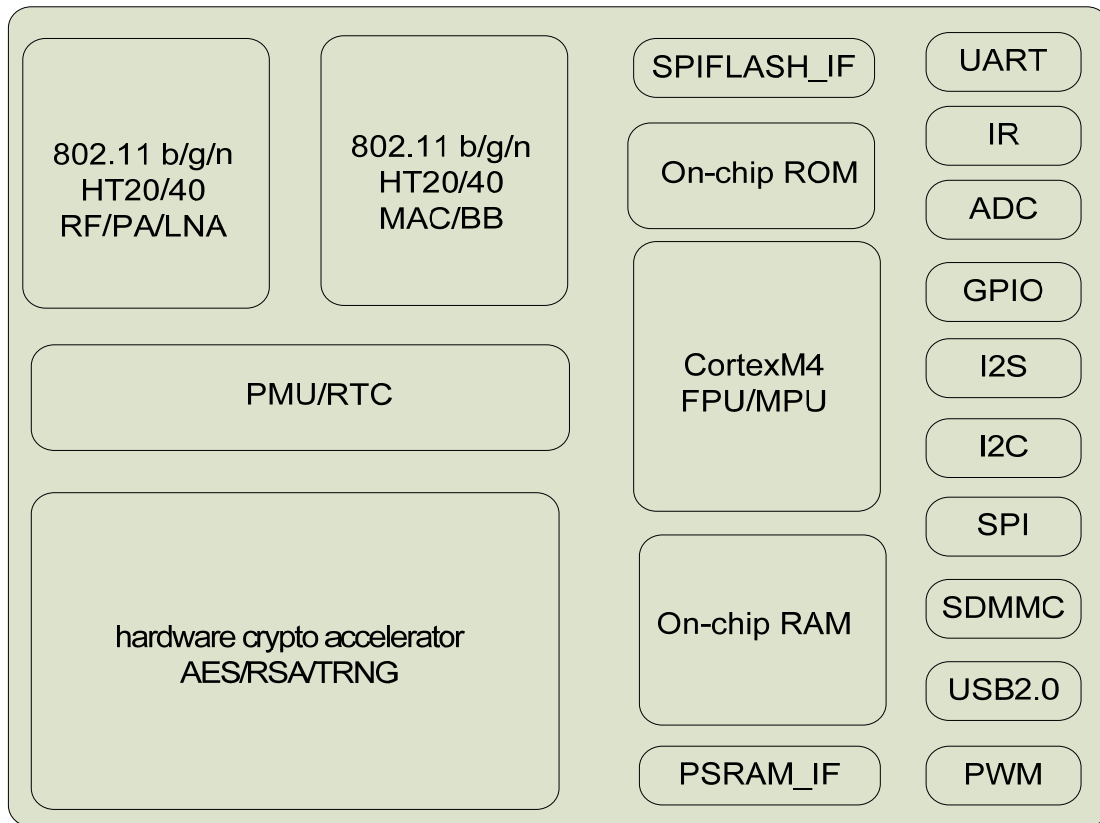 802.11 b/g/n
HT20/40
RF/PA/LNA
802.11 b/g/n
HT20/40
MAC/BB
PMU/RTC
hardware crypto accelerator
AES/RSA/TRNG
SPIFLASH_IF
On-chip ROM
CortexM4
FPU/MPU
On-chip RAM
PSRAM_IF
UART
IR
ADC
GPIO
I2S
I2C
SPI
SDMMC
USB2.0
PWM